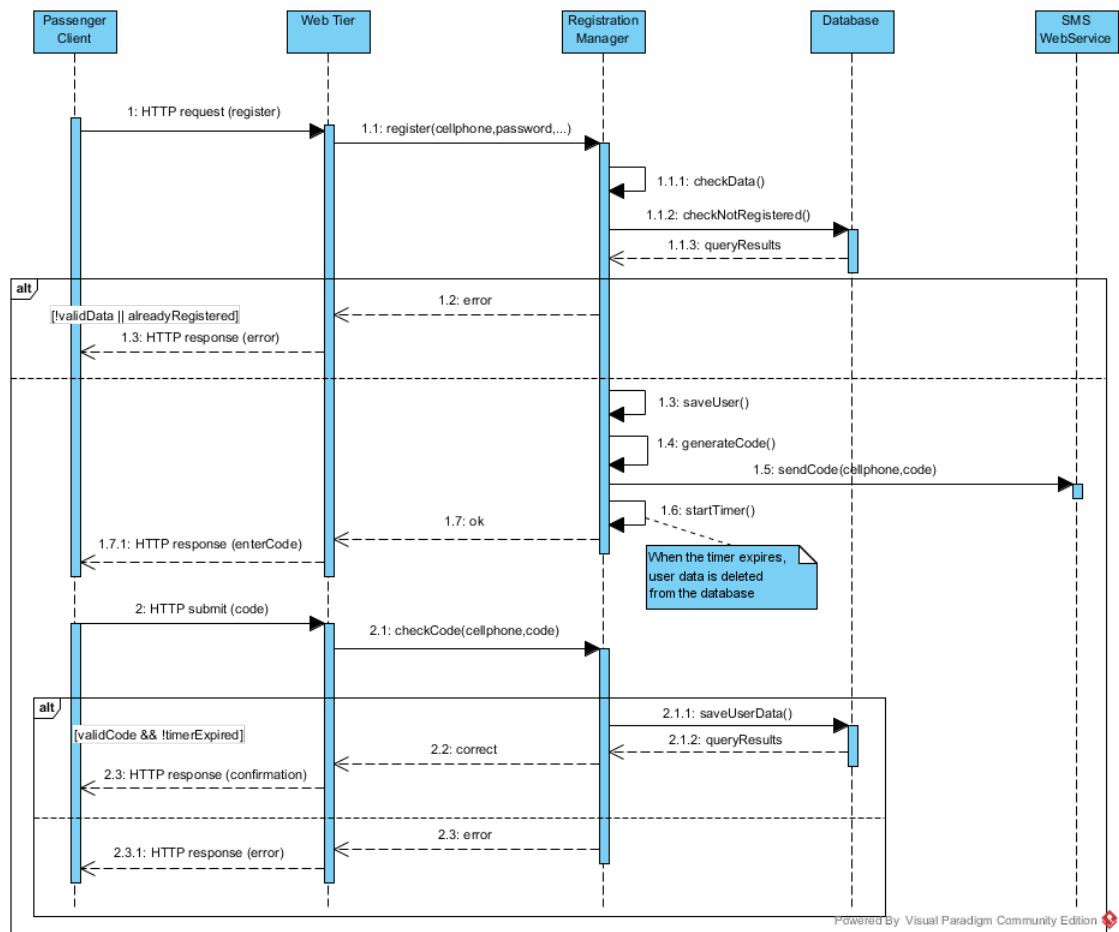 Passenger
Client
Web Tier
Registration
Manager
Database
SMS
WebService
1: HTTP request (register)
1.1: register(cellphone,password,...)
1.1.1: checkData()
1.1.2: checkNotRegistered()
1.1.3: queryResults
alt
[!validData || alreadyRegistered]
1.2: error
1.3: HTTP response (error)
1.3: saveUser()
1.4: generateCode()
1.5: sendCode(cellphone,code)
1.6: startTimer()
1.7: ok
1.7.1: HTTP response (enterCode)
When the timer expires,
user data is deleted
from the database
2: HTTP submit (code)
2.1: checkCode(cellphone,code)
alt
[validCode && !timerExpired]
2.1.1: saveUserData()
2.1.2: queryResults
2.2: correct
2.3: HTTP response (confirmation)
2.3: error
2.3.1: HTTP response (error)
Powered By Visual Paradigm Community Edition